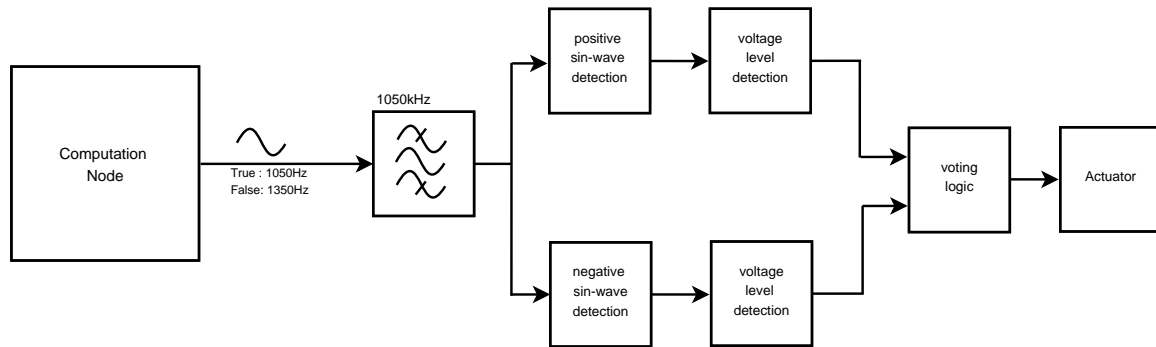 Computation
Node
True : 1050Hz
False: 1350Hz
1050kHz
positive
sin-wave
detection
voltage
level
detection
negative
sin-wave
detection
voltage
level
detection
voting
logic
Actuator